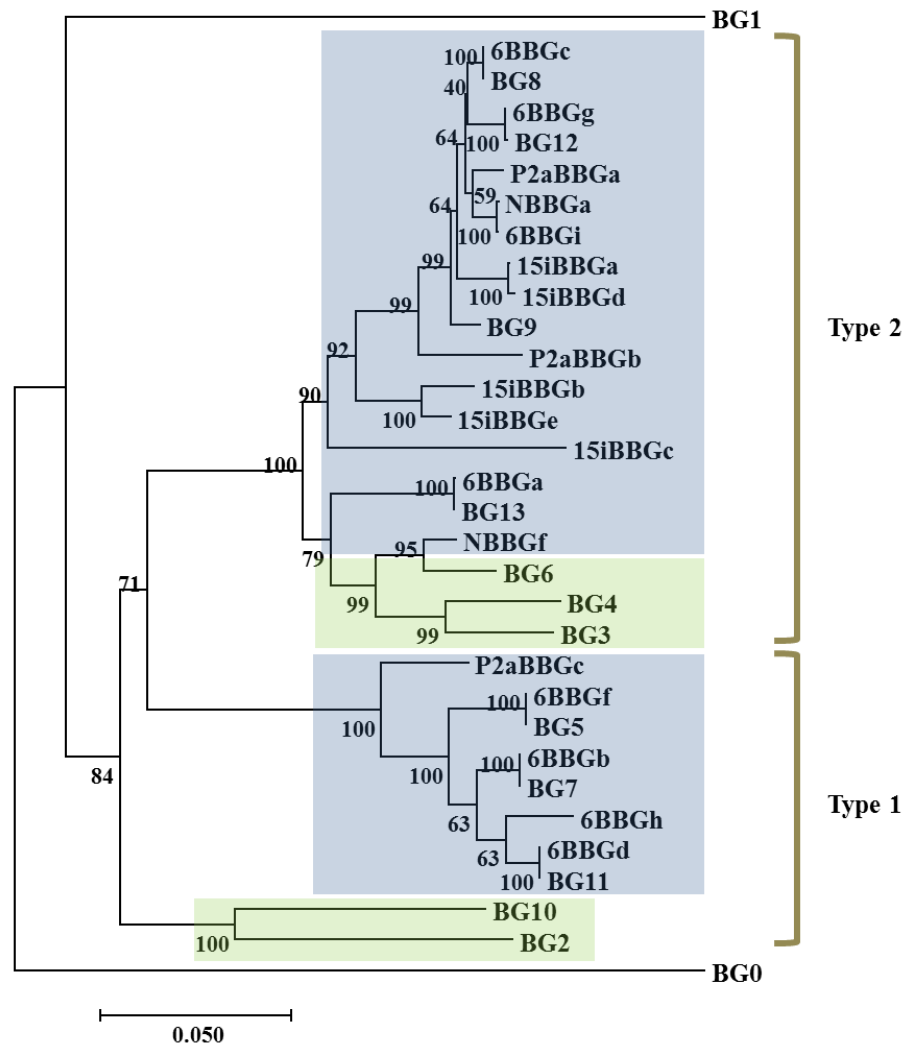 BG1
100 6BBGc
BG8
40
6BBGg
64
100 BG12
P2aBBGa
59 NBBGa
64
100 6BBGi
99 15iBBGa
100 15iBBGd
99
BG9
Type 2
92
P2aBBGb
15iBBGb
90
100 15iBBGe
15iBBGc
100
100 6BBGa
BG13
NBBGf
79 95
BG6
71
99 BG4
99 BG3
P2aBBGc
100 6BBGf
100 BG5
100 6BBGb
100
BG7
84
Type 1
63 6BBGh
63 6BBGd
100 BG11
BG10
100 BG2
BG0
0.050